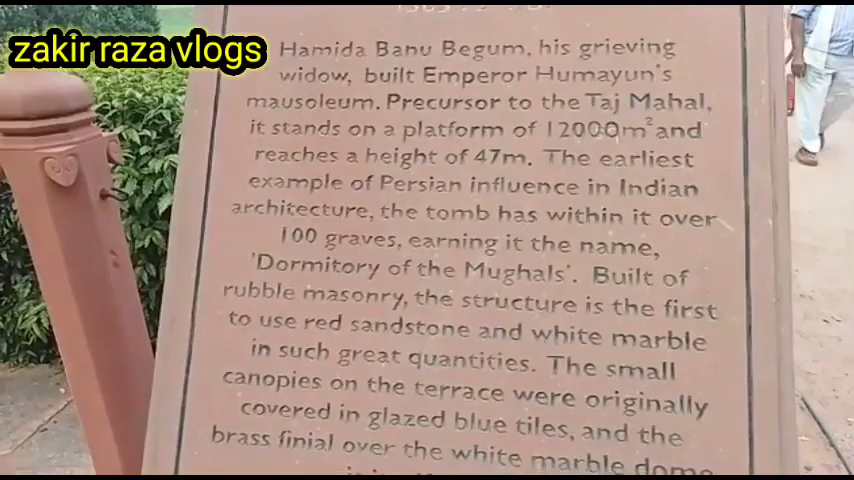 zakir raza vlogs
Hamida Banu Begum, his grieving
widow, built Emperor Humayun's
mausoleum. Precursor to the Taj Mahal,
it stands on a platform of 12000m² and
reaches a height of 47m. The earliest
example of Persian influence in Indian
architecture, the tomb has within it over
100 graves, earning it the name,
'Dormitory of the Mughals'. Built of
rubble masonry, the structure is the first
to use red sandstone and white marble
in such great quantities. The small
canopies on the terrace were originally
covered in glazed blue tiles, and the
brass finial over the white marble dome